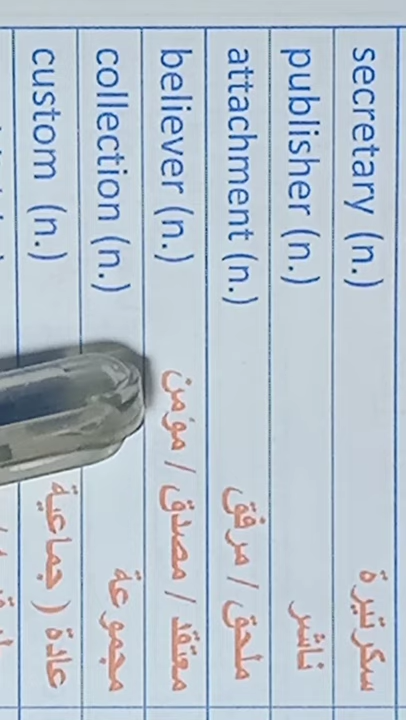 secretary (n.) سكرتيرة
publisher (n.) ناشر
attachment (n.) ملحق / مرفق
believer (n.) معتقد / مصدق / مؤمن
collection (n.) مجموعة
custom (n.) عادة ( جماعية